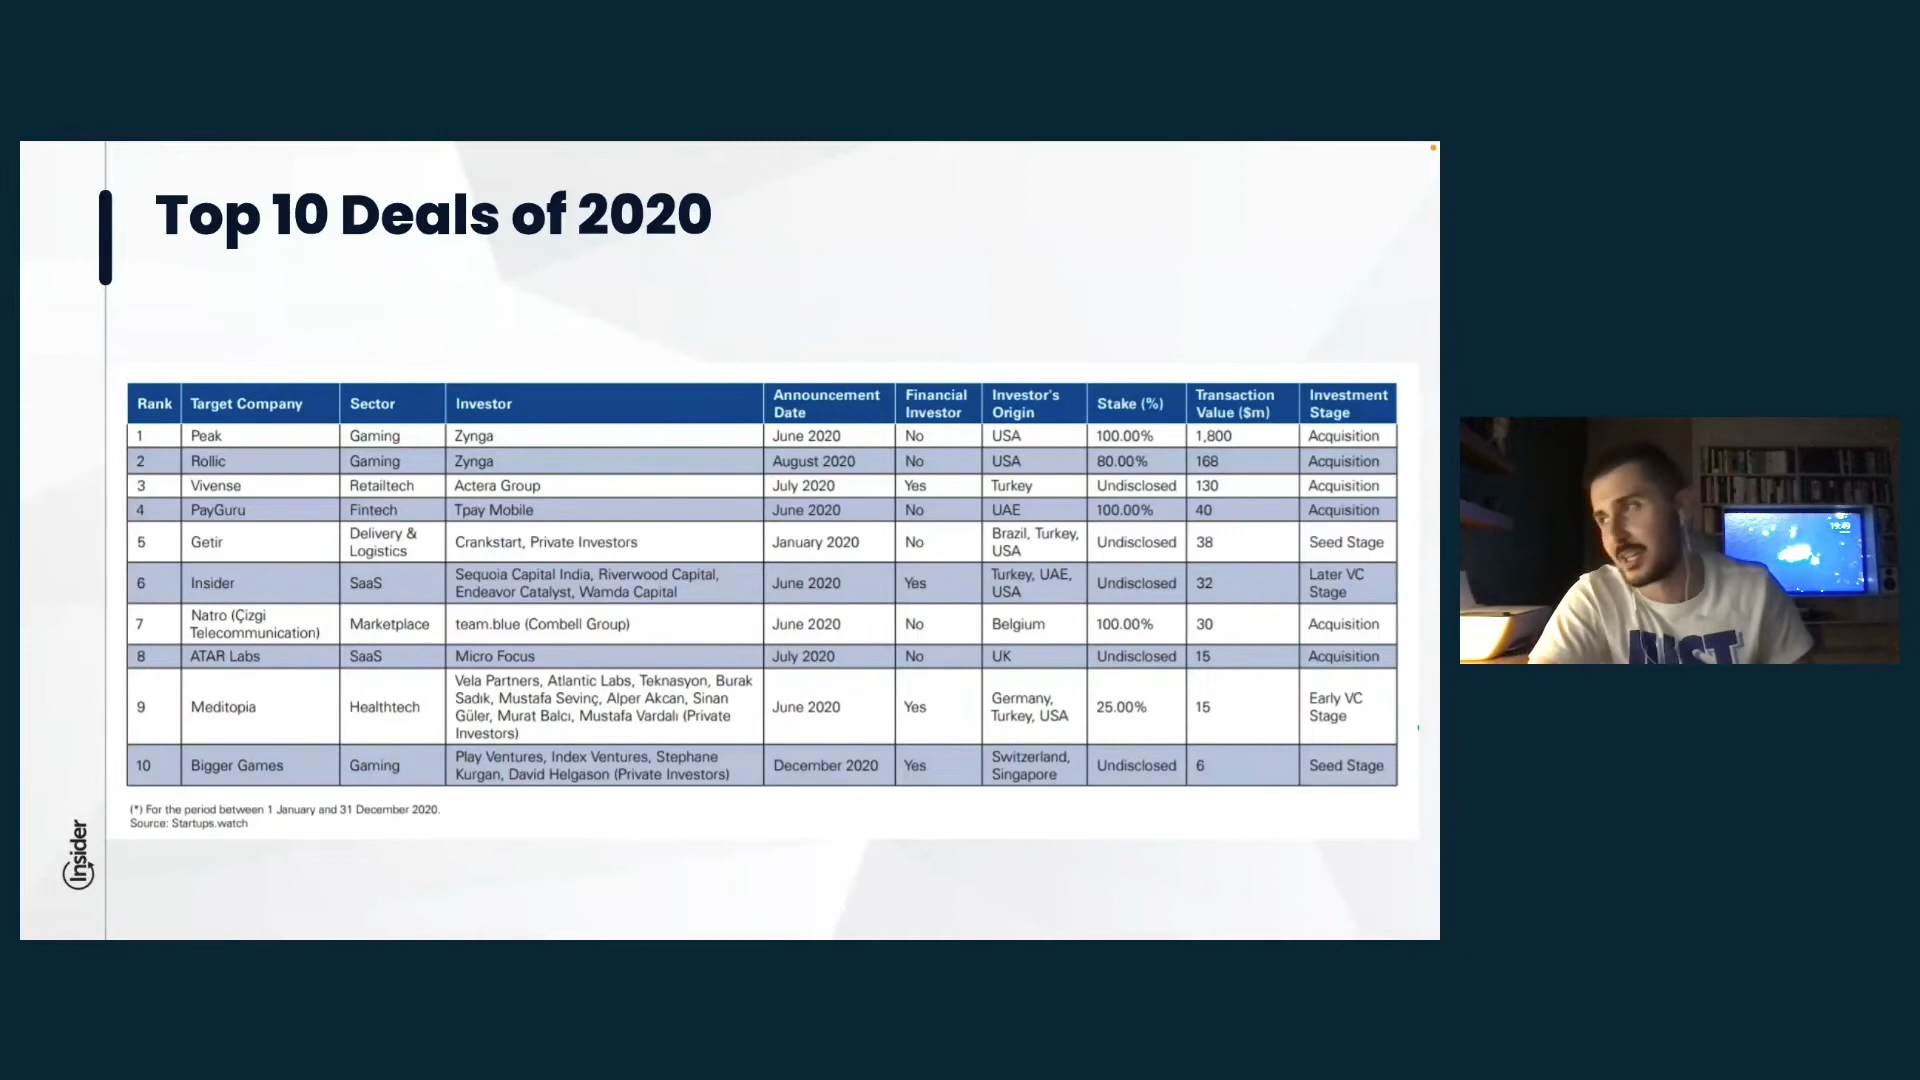 Top 10 Deals of 2020
Rank Target Company Sector Investor Announcement Date Financial Investor Investor's Origin Stake (%) Transaction Value ($m) Investment Stage
1 Peak Gaming Zynga June 2020 No USA 100.00% 1,800 Acquisition
2 Rollic Gaming Zynga August 2020 No USA 80.00% 168 Acquisition
3 Vivense Retailtech Actera Group July 2020 Yes Turkey Undisclosed 130 Acquisition
4 PayGuru Fintech Tpay Mobile June 2020 No UAE 100.00% 40 Acquisition
5 Getir Delivery & Logistics Crankstart, Private Investors January 2020 No Brazil, Turkey, USA Undisclosed 38 Seed Stage
6 Insider SaaS Sequoia Capital India, Riverwood Capital, Endeavor Catalyst, Wamda Capital June 2020 Yes Turkey, UAE, USA Undisclosed 32 Later VC Stage
7 Natro (Çizgi Telecommunication) Marketplace team.blue (Combell Group) June 2020 No Belgium 100.00% 30 Acquisition
8 ATAR Labs SaaS Micro Focus July 2020 No UK Undisclosed 15 Acquisition
9 Meditopia Healthtech Vela Partners, Atlantic Labs, Teknasyon, Burak Sadık, Mustafa Sevinç, Alper Akcan, Sinan Güler, Murat Balcı, Mustafa Vardalı (Private Investors) June 2020 Yes Germany, Turkey, USA 25.00% 15 Early VC Stage
10 Bigger Games Gaming Play Ventures, Index Ventures, Stephane Kurgan, David Helgason (Private Investors) December 2020 Yes Switzerland, Singapore Undisclosed 6 Seed Stage
(*) For the period between 1 January and 31 December 2020.
Source: Startups.watch
Insider
19:49
JUST